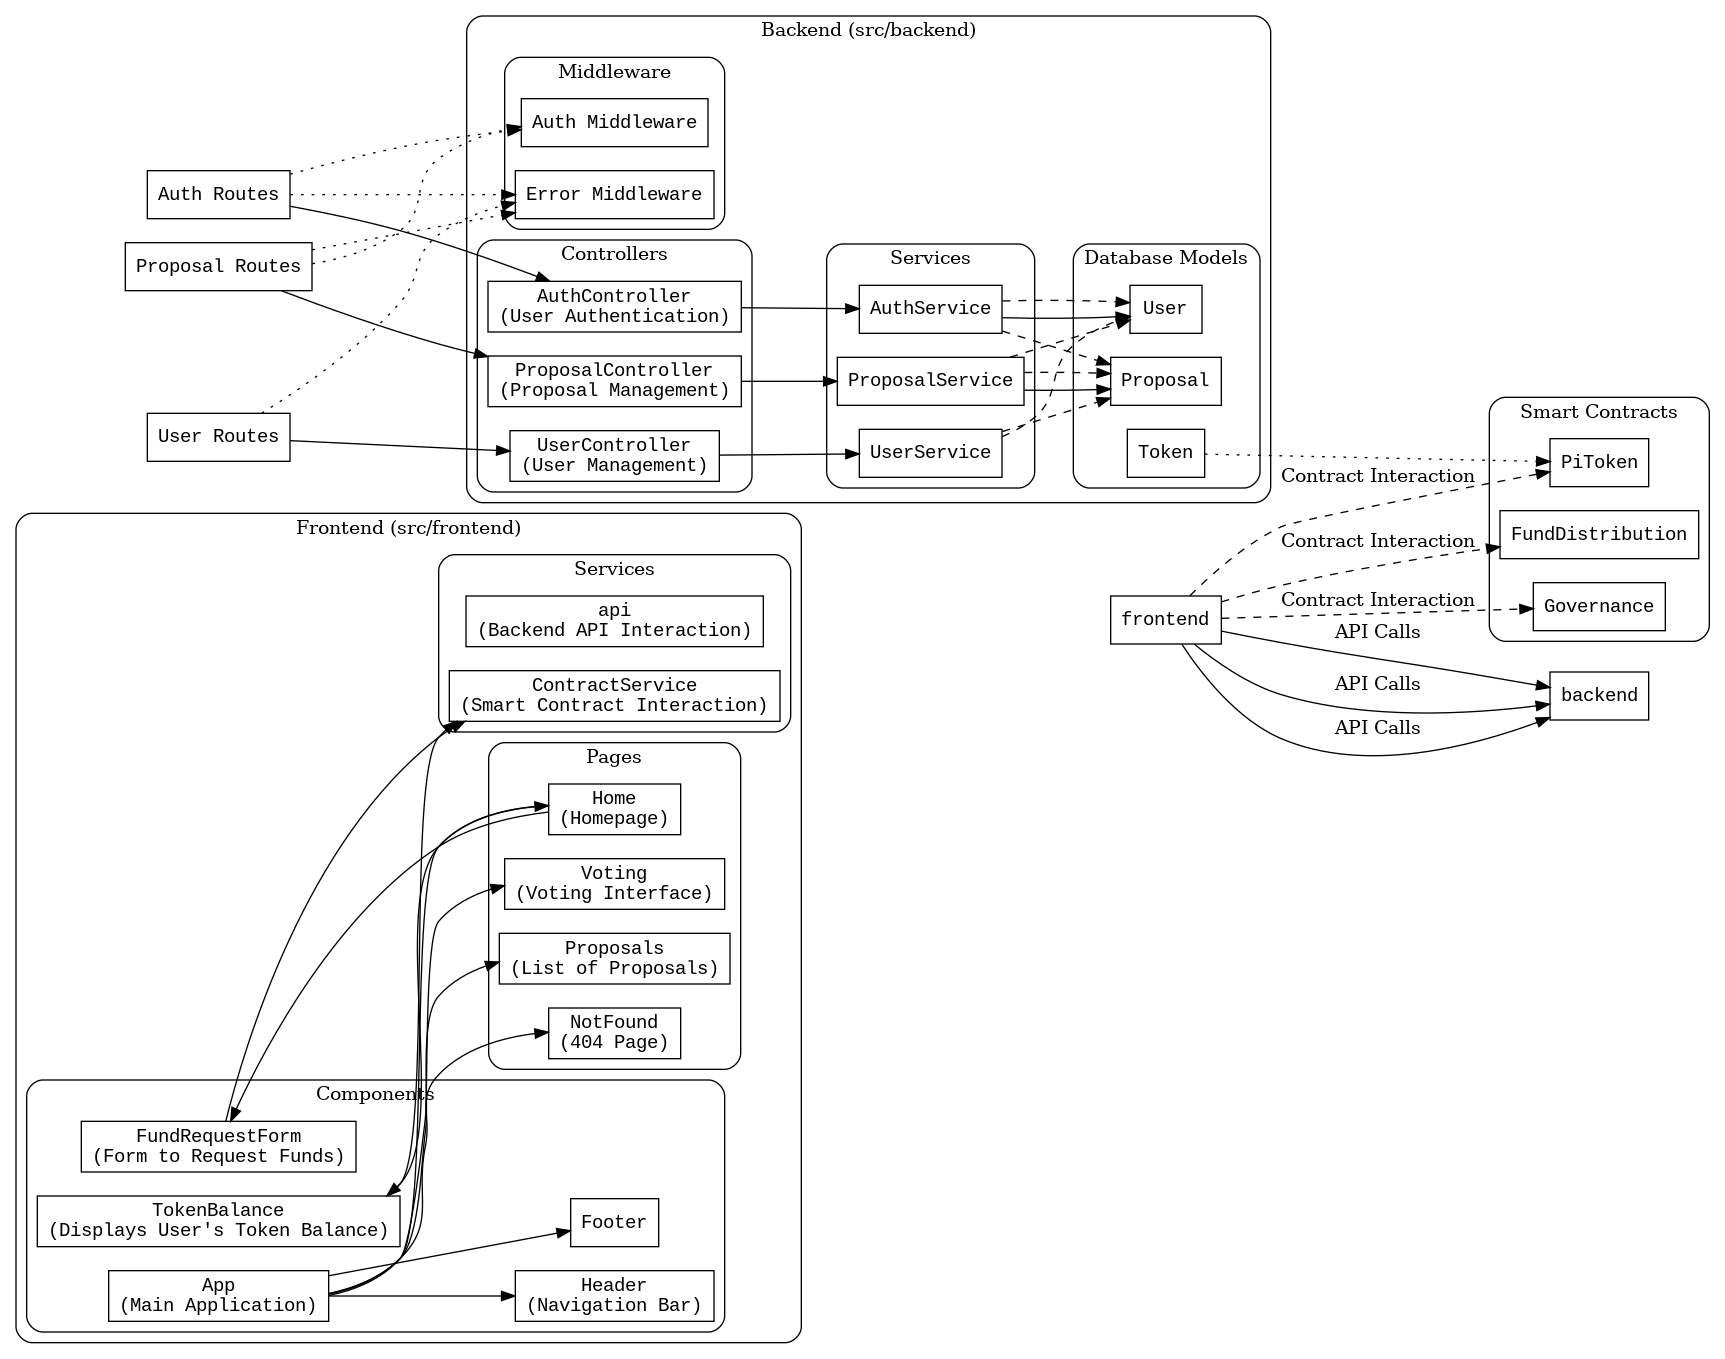 Backend (src/backend)
Middleware
Auth Middleware
Error Middleware
Auth Routes
Proposal Routes
User Routes
Controllers
AuthController
(User Authentication)
ProposalController
(Proposal Management)
UserController
(User Management)
Services
AuthService
ProposalService
UserService
Database Models
User
Proposal
Token
Smart Contracts
PiToken
FundDistribution
Governance
Contract Interaction
Contract Interaction
Contract Interaction
frontend
API Calls
API Calls
API Calls
backend
Frontend (src/frontend)
Services
api
(Backend API Interaction)
ContractService
(Smart Contract Interaction)
Pages
Home
(Homepage)
Voting
(Voting Interface)
Proposals
(List of Proposals)
NotFound
(404 Page)
Components
FundRequestForm
(Form to Request Funds)
TokenBalance
(Displays User's Token Balance)
Footer
App
(Main Application)
Header
(Navigation Bar)